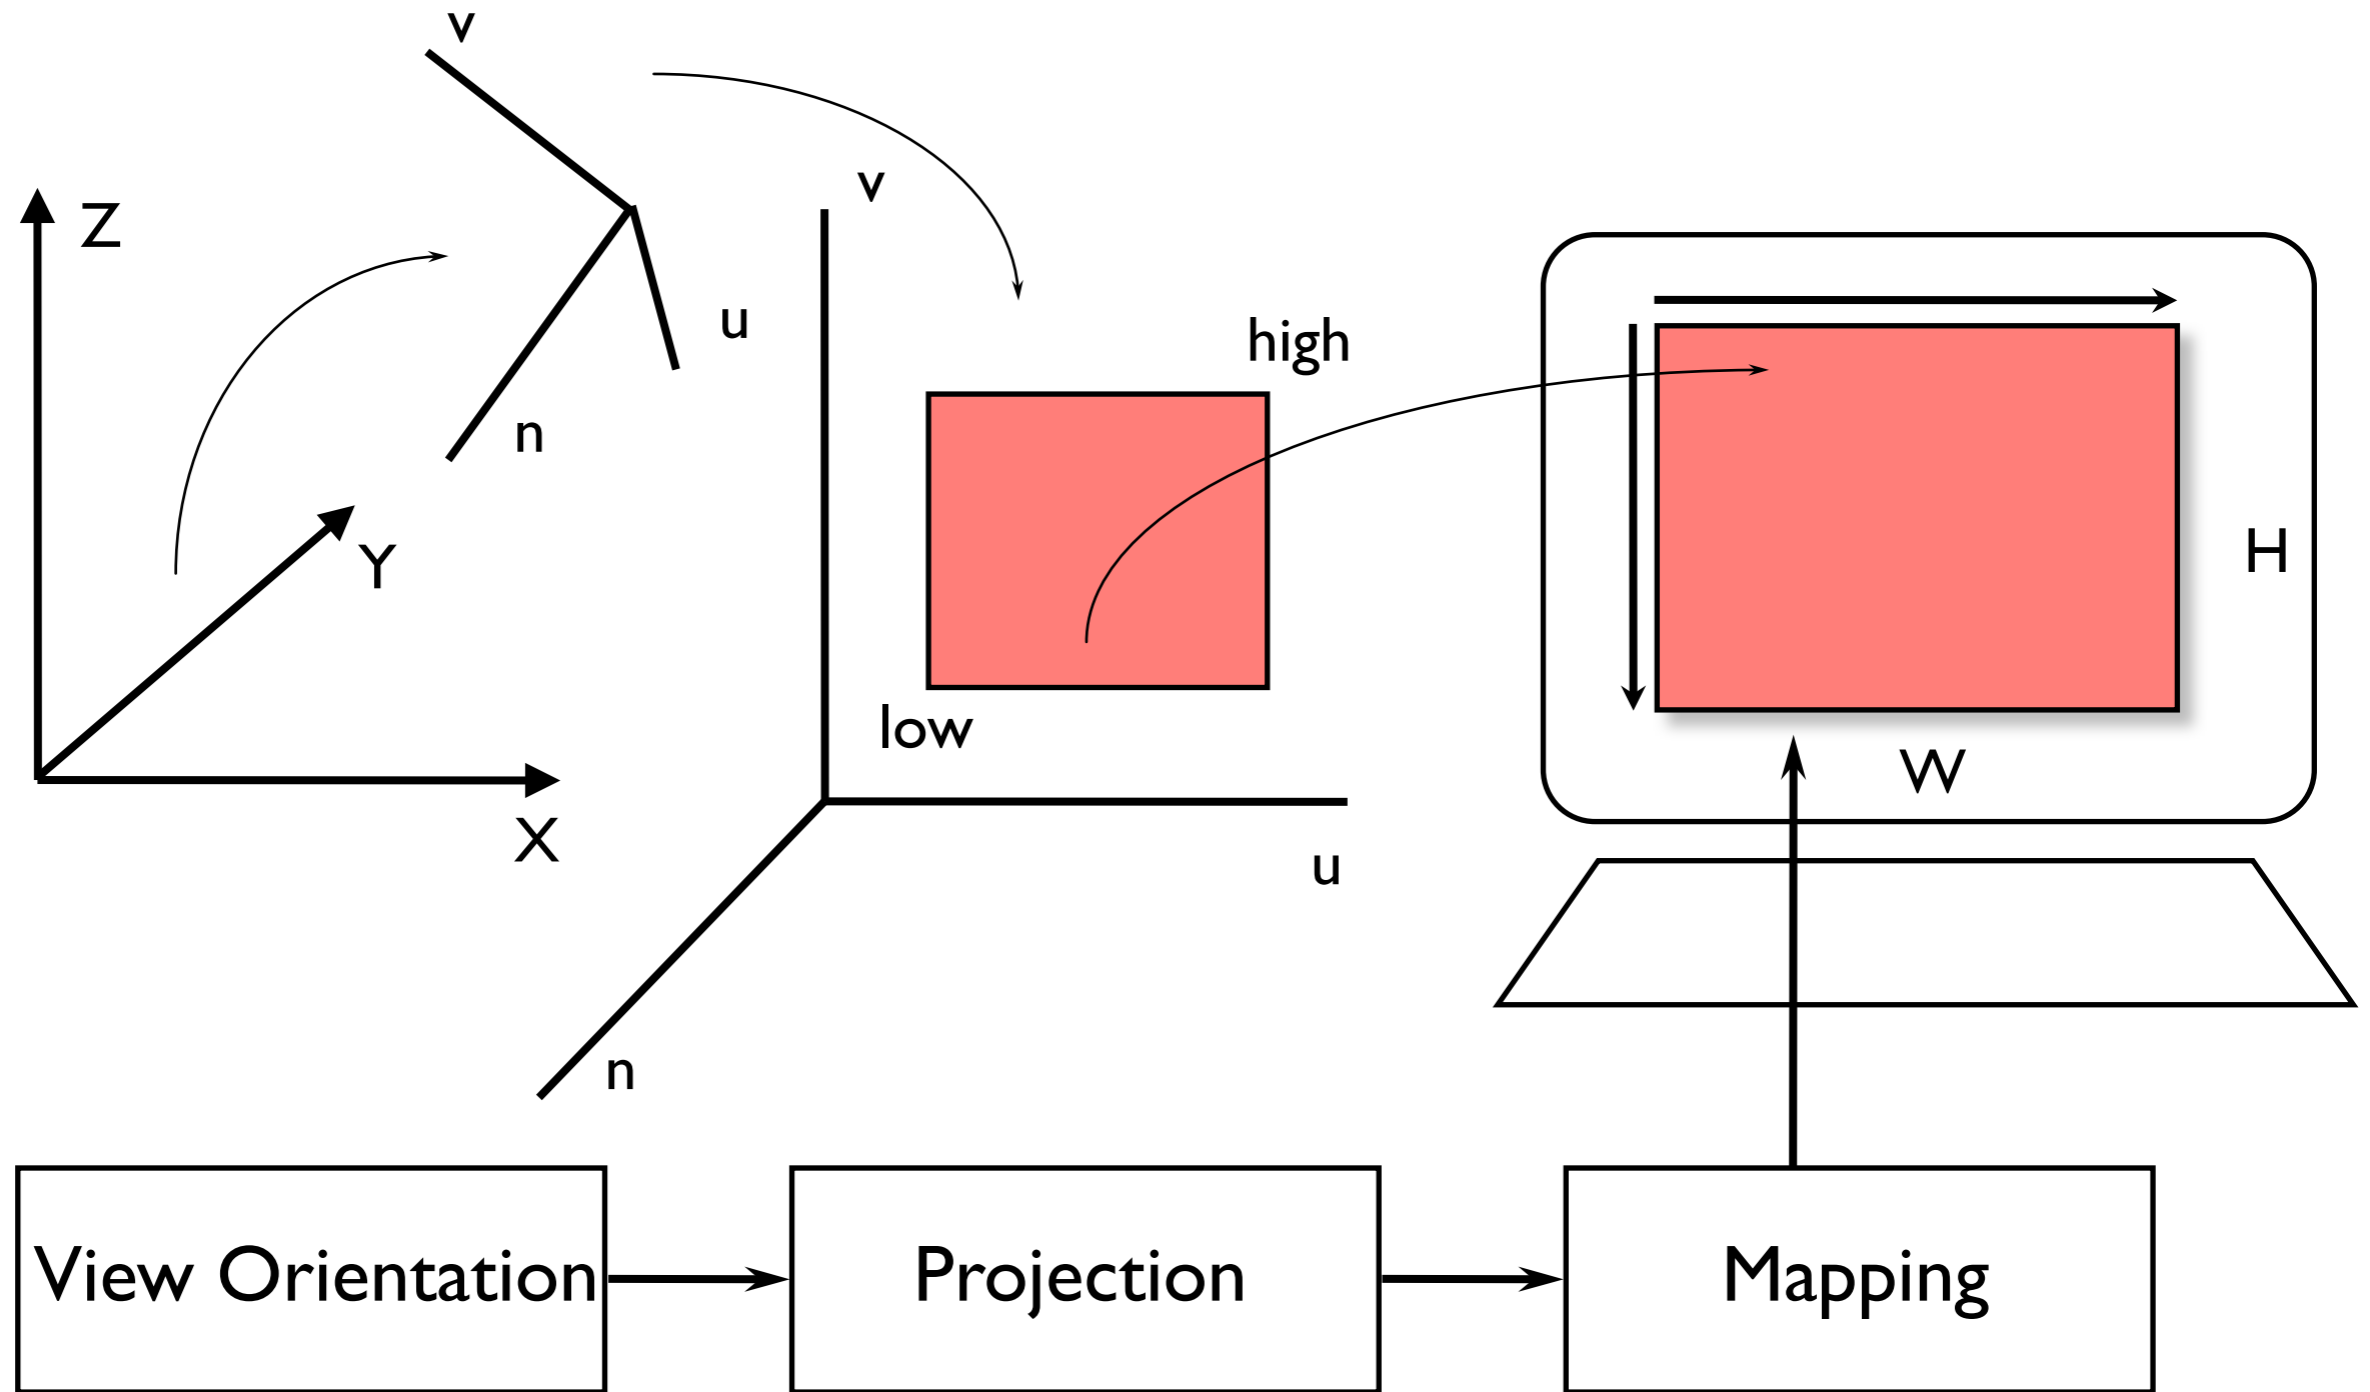 v
Z
u
n
Y
X
v
high
low
u
n
H
W
View Orientation
Projection
Mapping